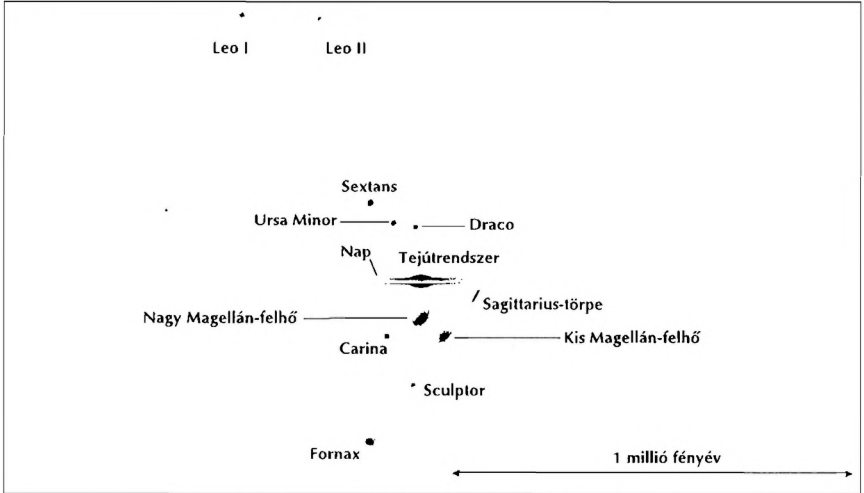 Leo I
Leo II
Sextans
Ursa Minor
Draco
Nap
Tejútrendszer
Sagittarius-törpe
Nagy Magellán-felhő
Carina
Kis Magellán-felhő
Sculptor
Fornax
1 millió fényév